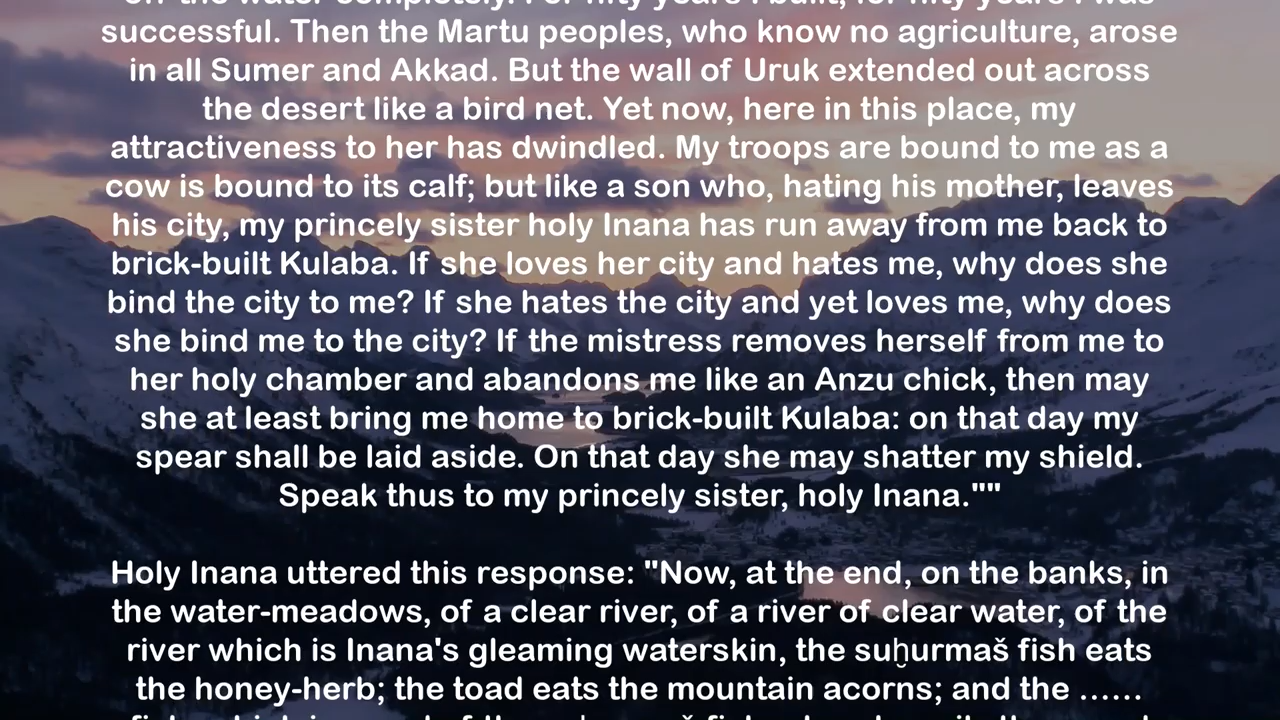 successful. Then the Martu peoples, who know no agriculture, arose
in all Sumer and Akkad. But the wall of Uruk extended out across
the desert like a bird net. Yet now, here in this place, my
attractiveness to her has dwindled. My troops are bound to me as a
cow is bound to its calf; but like a son who, hating his mother, leaves
his city, my princely sister holy Inana has run away from me back to
brick-built Kulaba. If she loves her city and hates me, why does she
bind the city to me? If she hates the city and yet loves me, why does
she bind me to the city? If the mistress removes herself from me to
her holy chamber and abandons me like an Anzu chick, then may
she at least bring me home to brick-built Kulaba: on that day my
spear shall be laid aside. On that day she may shatter my shield.
Speak thus to my princely sister, holy Inana.""
Holy Inana uttered this response: "Now, at the end, on the banks, in
the water-meadows, of a clear river, of a river of clear water, of the
river which is Inana's gleaming waterskin, the suḫurmaš fish eats
the honey-herb; the toad eats the mountain acorns; and the ......